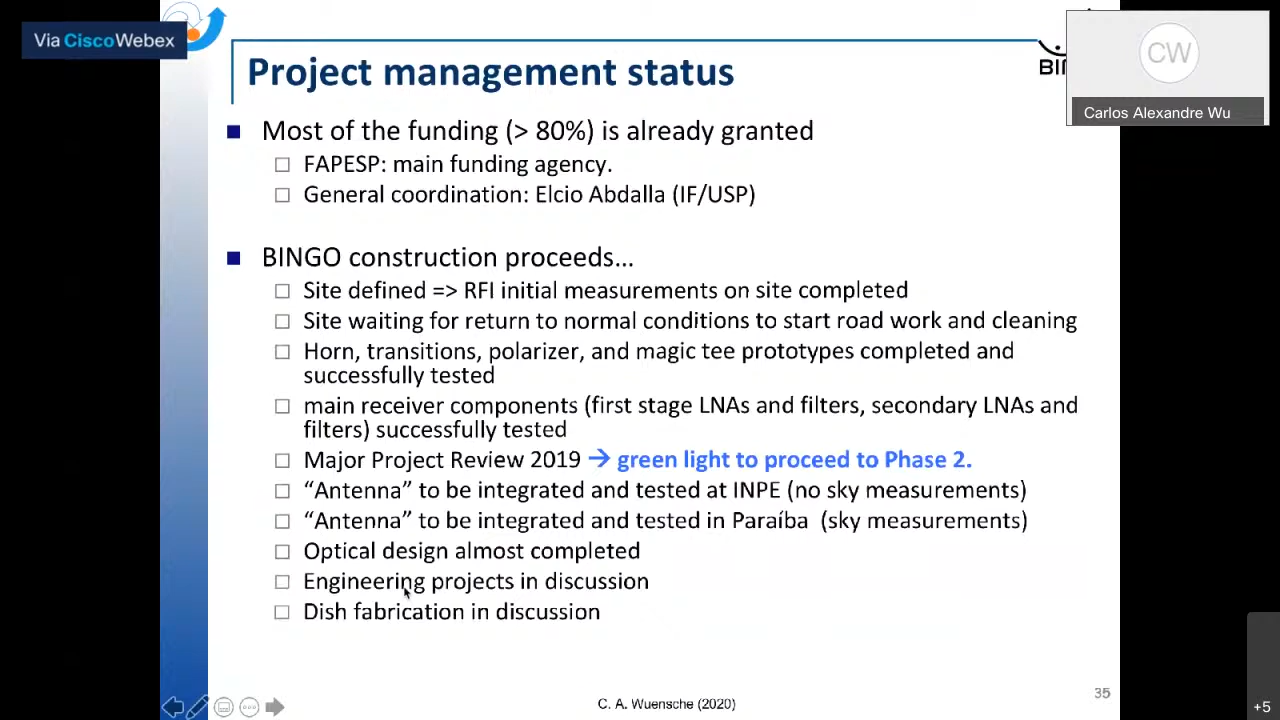 Via Cisco Webex
Project management status
BIN
CW
Carlos Alexandre Wu
Most of the funding (> 80%) is already granted
FAPESP: main funding agency.
General coordination: Elcio Abdalla (IF/USP)
BINGO construction proceeds...
Site defined => RFI initial measurements on site completed
Site waiting for return to normal conditions to start road work and cleaning
Horn, transitions, polarizer, and magic tee prototypes completed and
successfully tested
main receiver components (first stage LNAs and filters, secondary LNAs and
filters) successfully tested
Major Project Review 2019 → green light to proceed to Phase 2.
“Antenna” to be integrated and tested at INPE (no sky measurements)
“Antenna” to be integrated and tested in Paraíba (sky measurements)
Optical design almost completed
Engineering projects in discussion
Dish fabrication in discussion
C. A. Wuensche (2020)
35
+5